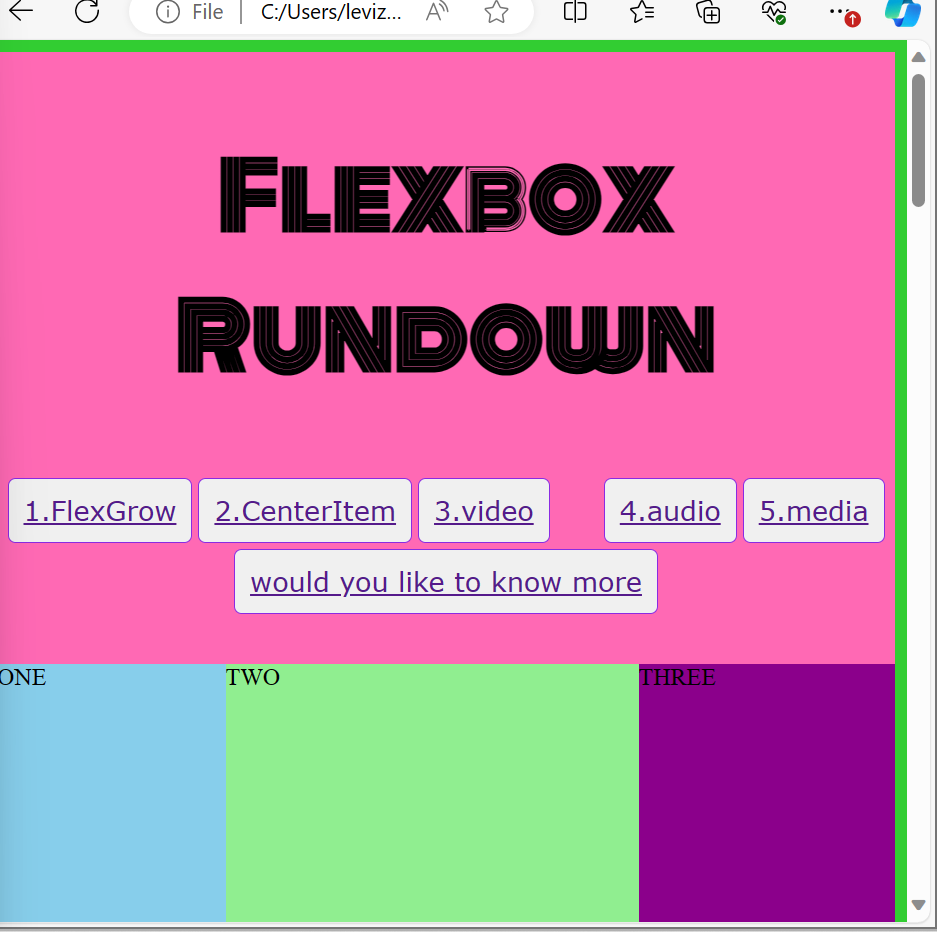 File C:/Users/leviz...
Flexbox
Rundown
1.FlexGrow 2.CenterItem 3.video 4.audio 5.media
would you like to know more
ONE TWO THREE